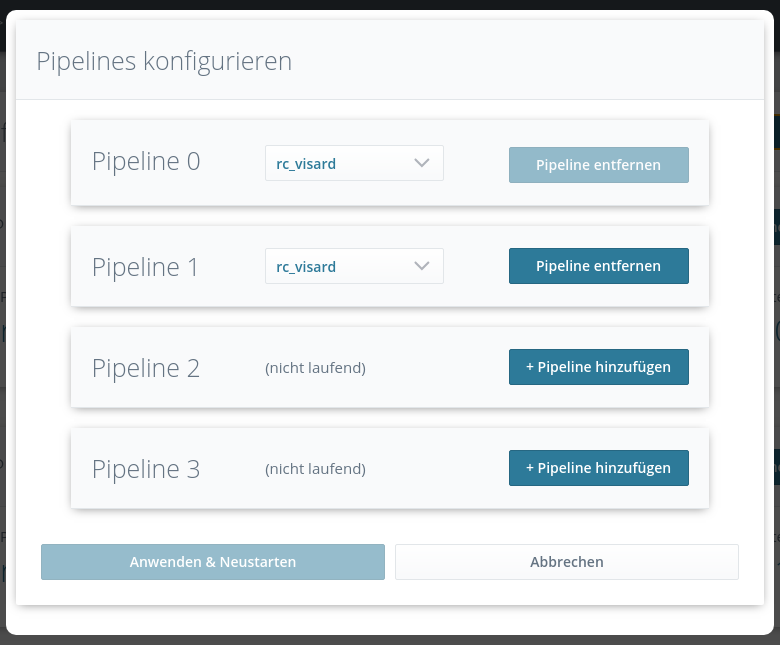 Pipelines konfigurieren
Pipeline 0 rc_visard Pipeline entfernen
Pipeline 1 rc_visard Pipeline entfernen
Pipeline 2 (nicht laufend) + Pipeline hinzufügen
Pipeline 3 (nicht laufend) + Pipeline hinzufügen
Anwenden & Neustarten Abbrechen